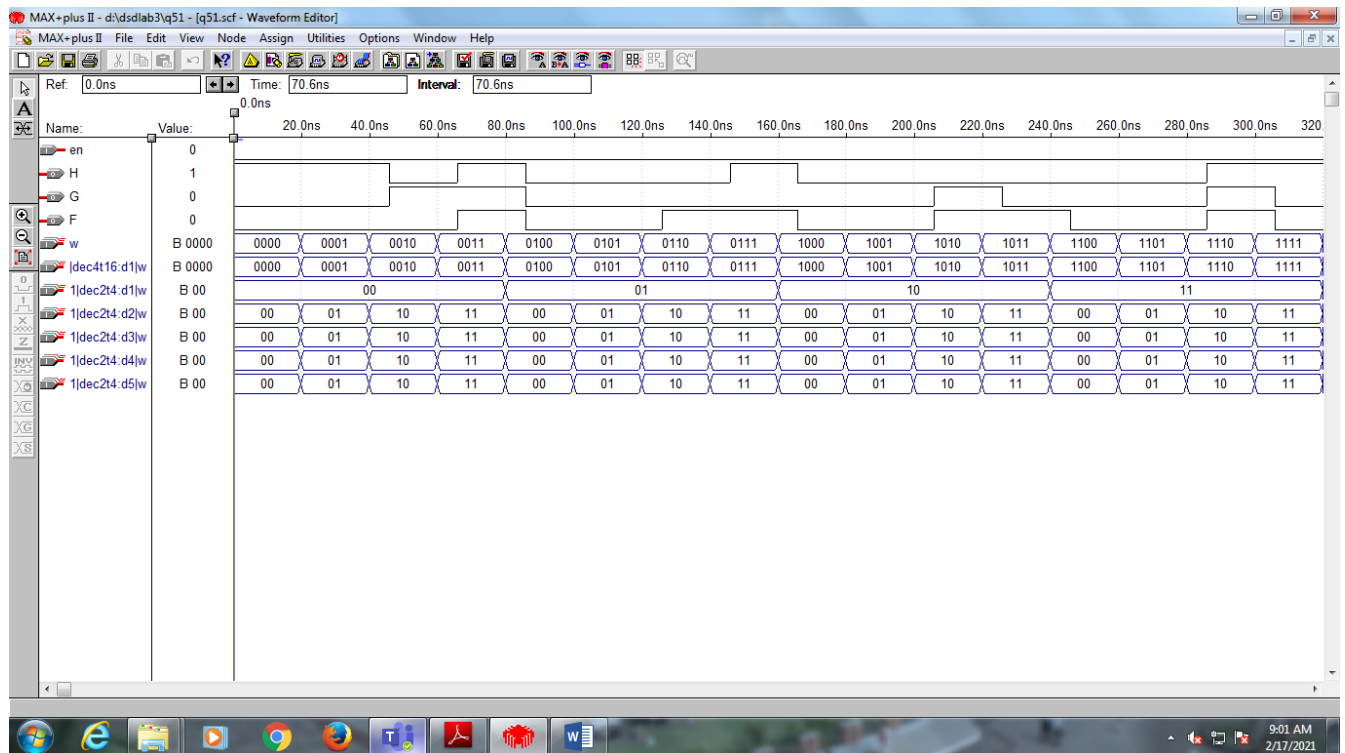 MAX+plus II - d:\dsdlab3\q51 - [q51.scf - Waveform Editor]
MAX+plus II File Edit View Node Assign Utilities Options Window Help
Ref: 0.0ns Time: 70.6ns Interval: 70.6ns
0.0ns
Name: Value: 20.0ns 40.0ns 60.0ns 80.0ns 100.0ns 120.0ns 140.0ns 160.0ns 180.0ns 200.0ns 220.0ns 240.0ns 260.0ns 280.0ns 300.0ns 320.
en 0
H 1
G 0
F 0
w B 0000 0000 0001 0010 0011 0100 0101 0110 0111 1000 1001 1010 1011 1100 1101 1110 1111
|dec4t16:d1|w B 0000 0000 0001 0010 0011 0100 0101 0110 0111 1000 1001 1010 1011 1100 1101 1110 1111
1|dec2t4:d1|w B 00 00 01 10 11
1|dec2t4:d2|w B 00 00 01 10 11 00 01 10 11 00 01 10 11 00 01 10 11
1|dec2t4:d3|w B 00 00 01 10 11 00 01 10 11 00 01 10 11 00 01 10 11
1|dec2t4:d4|w B 00 00 01 10 11 00 01 10 11 00 01 10 11 00 01 10 11
1|dec2t4:d5|w B 00 00 01 10 11 00 01 10 11 00 01 10 11 00 01 10 11
9:01 AM
2/17/2021